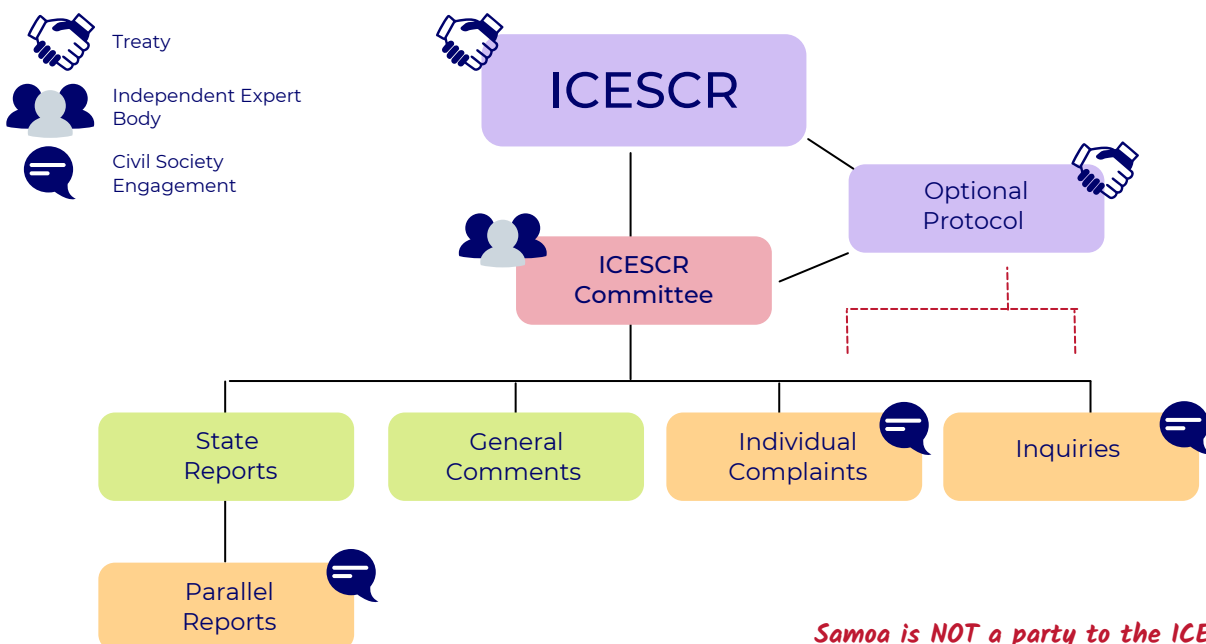 Treaty
Independent Expert
Body
Civil Society
Engagement
ICESCR
Optional
Protocol
ICESCR
Committee
State
Reports
General
Comments
Individual
Complaints
Inquiries
Parallel
Reports
Samoa is NOT a party to the ICE